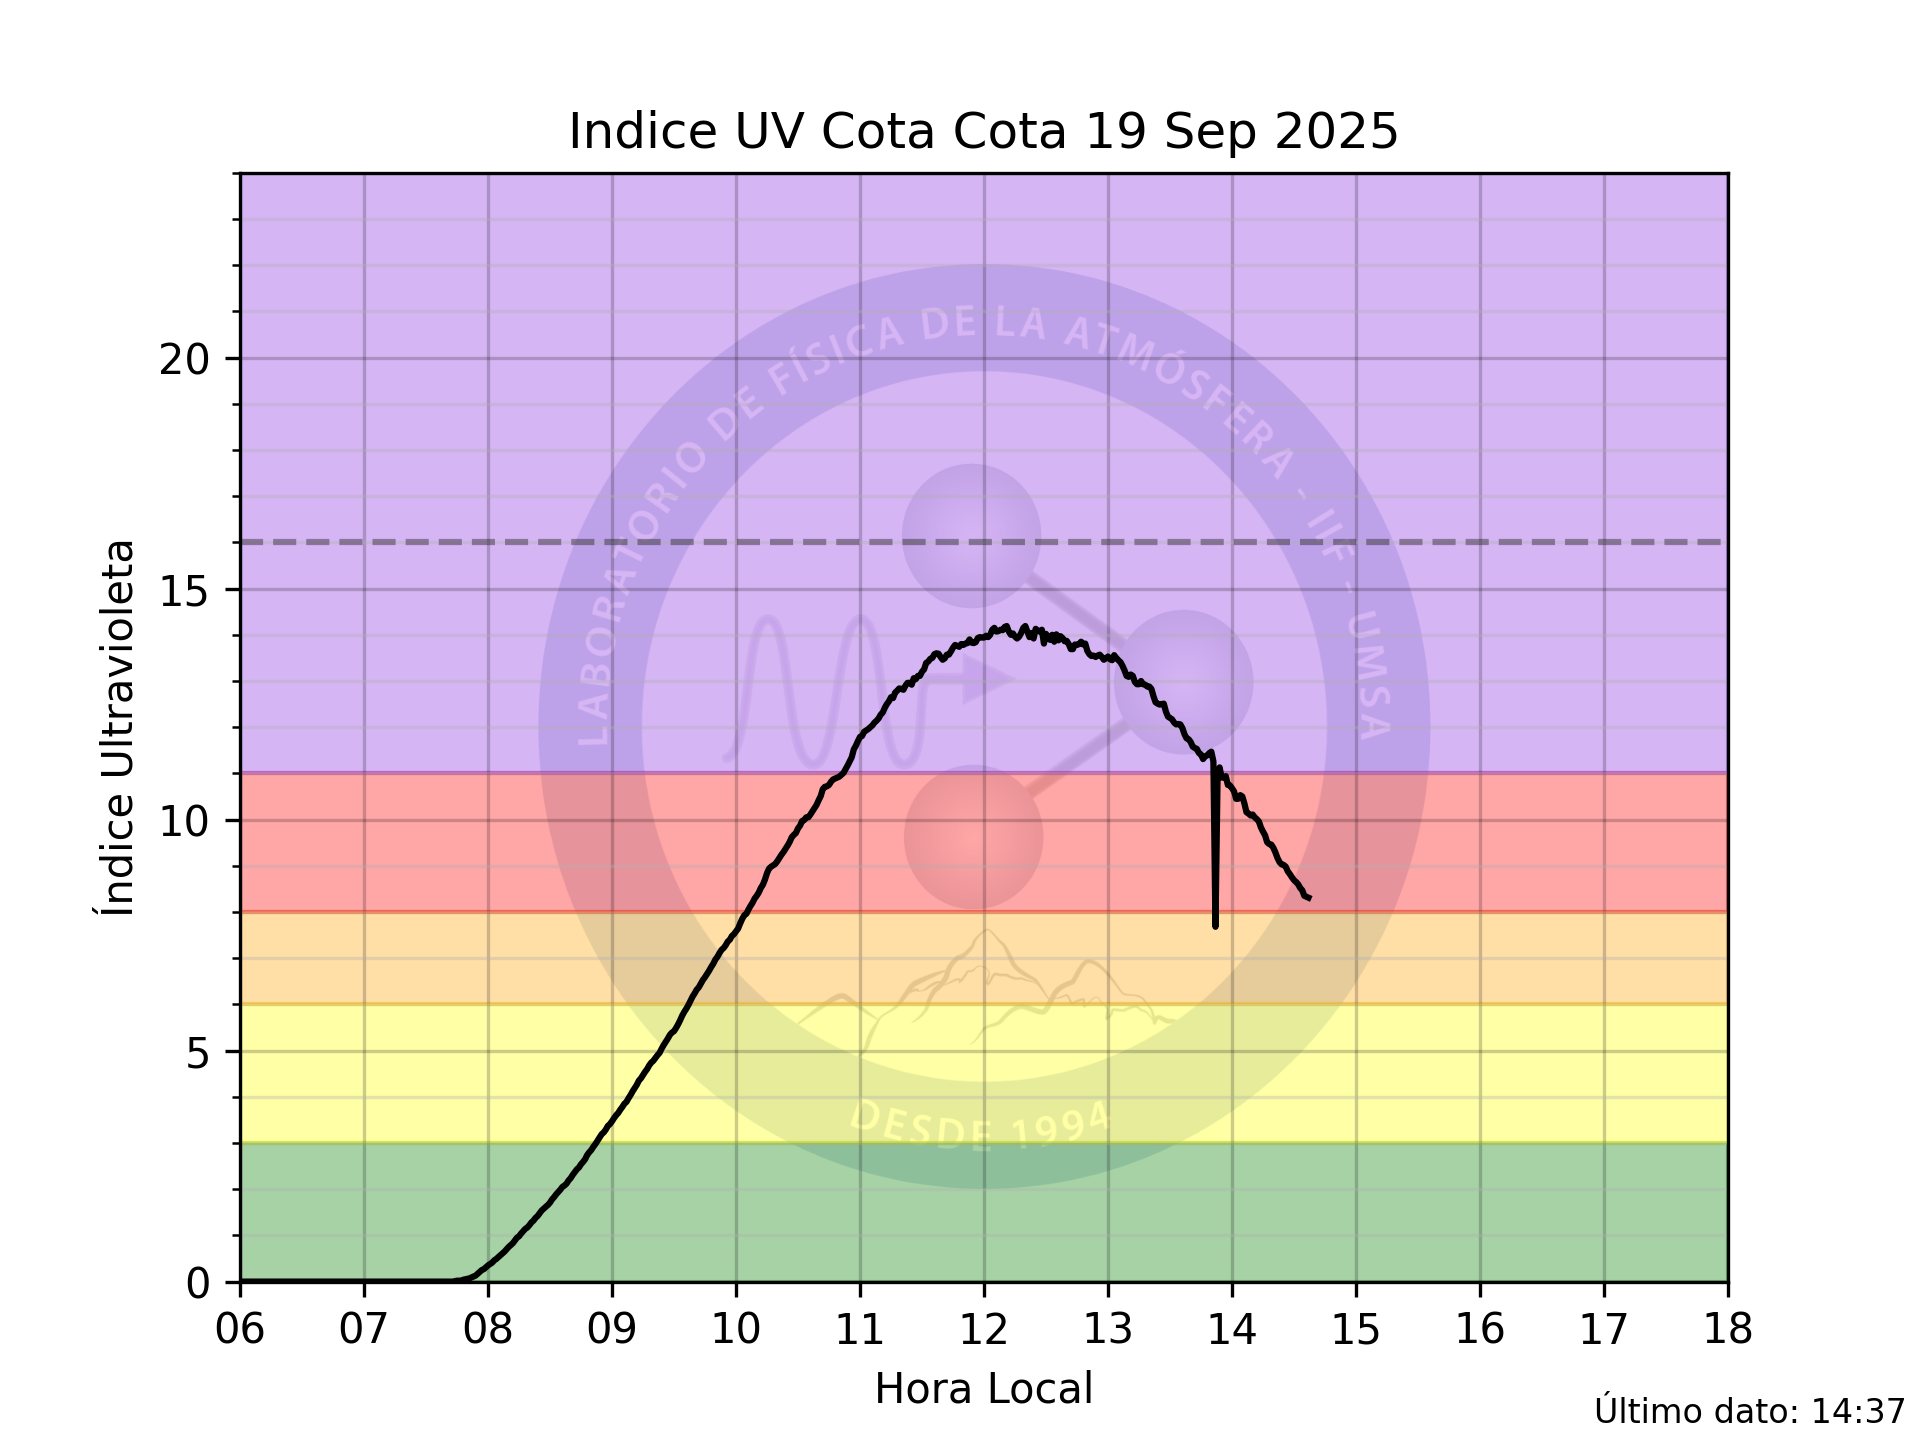 Indice UV Cota Cota 19 Sep 2025
LABORATORIO DE FÍSICA DE LA ATMÓSFERA - IIF - UMSA
DESDE 1994
Índice Ultravioleta
20
15
10
5
0
06 07 08 09 10 11 12 13 14 15 16 17 18
Hora Local
Último dato: 14:37